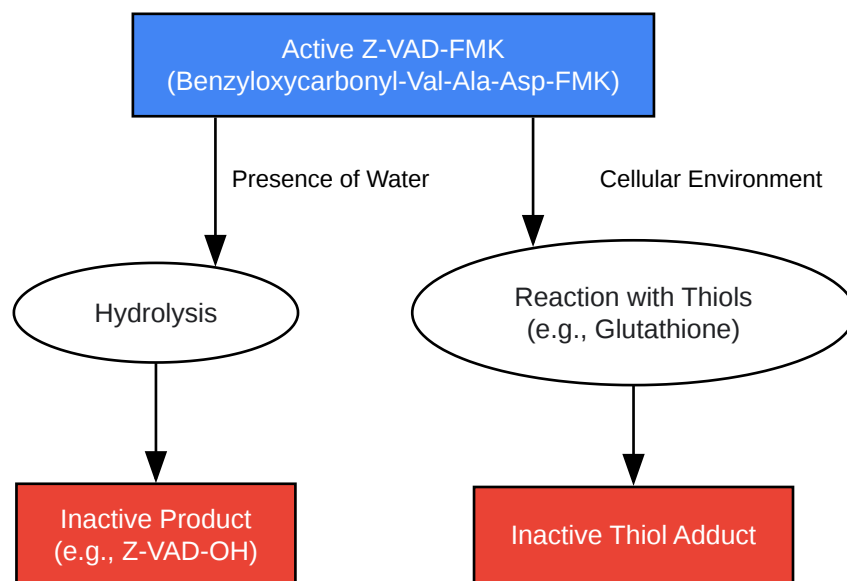 Active Z-VAD-FMK
(Benzyloxycarbonyl-Val-Ala-Asp-FMK)
Presence of Water
Cellular Environment
Hydrolysis
Reaction with Thiols
(e.g., Glutathione)
Inactive Product
(e.g., Z-VAD-OH)
Inactive Thiol Adduct